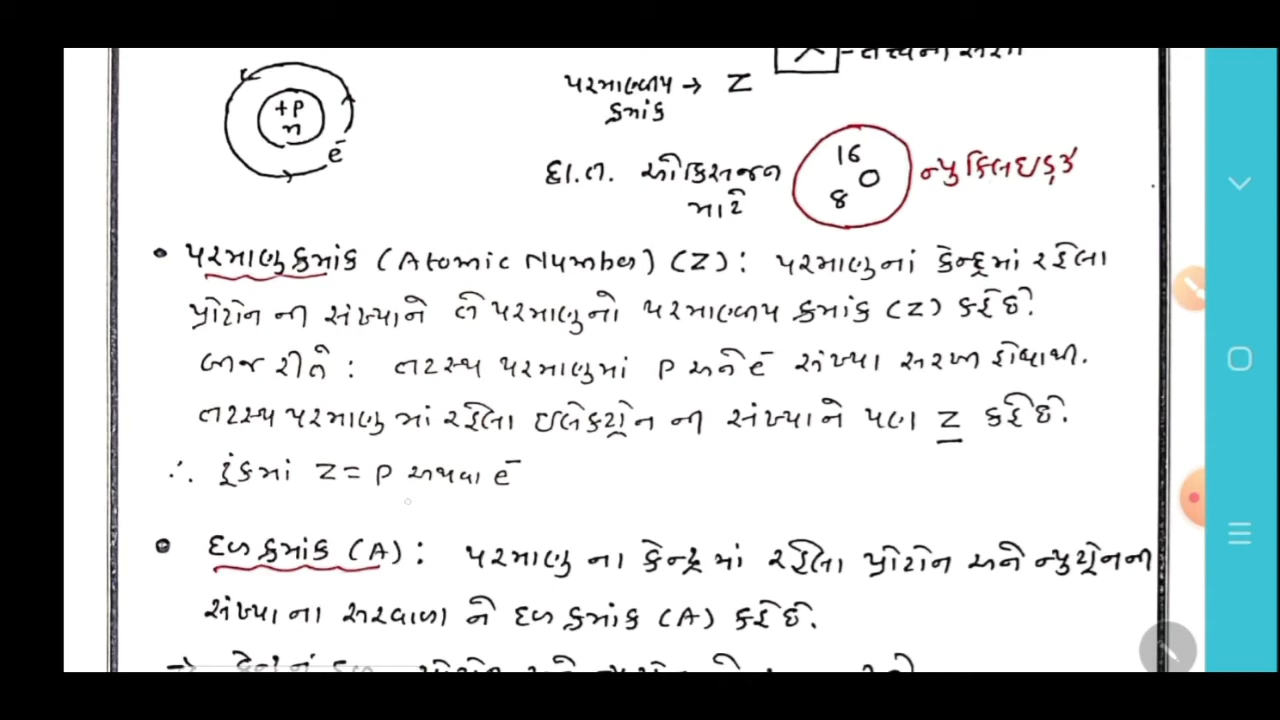 - તત્ત્વની સંજ્ઞા
+P
n
e⁻
પરમાણ્વીય → Z
ક્રમાંક
દા.ત. ઓક્સિજન
માટે
16
O
8
ન્યુક્લિઇડ્ઝ
• પરમાણુક્રમાંક (Atomic Number) (Z): પરમાણુનાં કેન્દ્રમાં રહેલા
પ્રોટોન ની સંખ્યાને તે પરમાણુનો પરમાણ્વીય ક્રમાંક (Z) કહે છે.
બીજી રીતે : તટસ્થ પરમાણુમાં P અને e⁻ સંખ્યા સરખી હોવાથી.
તટસ્થ પરમાણુ માં રહેલા ઇલેક્ટ્રોન ની સંખ્યાને પણ Z કહે છે.
∴ ટૂંકમાં Z = P અથવા e⁻
• દળ ક્રમાંક (A) : પરમાણુ ના કેન્દ્ર માં રહેલા પ્રોટોન અને ન્યુટ્રોનની
સંખ્યા ના સરવાળા ને દળ ક્રમાંક (A) કહે છે.